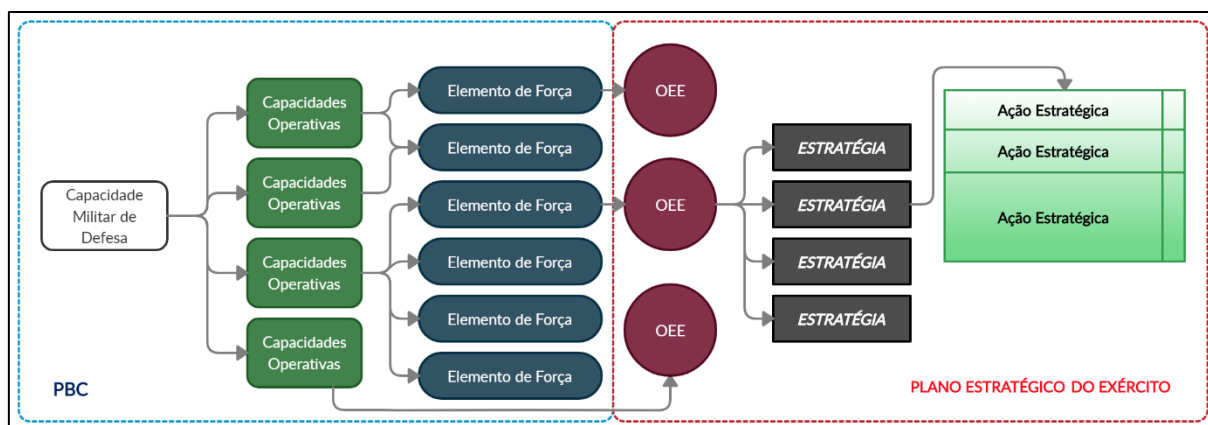 Capacidade
Militar de
Defesa
Capacidades
Operativas
Capacidades
Operativas
Capacidades
Operativas
Capacidades
Operativas
Elemento de Força
Elemento de Força
Elemento de Força
Elemento de Força
Elemento de Força
Elemento de Força
OEE
OEE
OEE
ESTRATÉGIA
ESTRATÉGIA
ESTRATÉGIA
ESTRATÉGIA
Ação Estratégica
Ação Estratégica
Ação Estratégica
PBC
PLANO ESTRATÉGICO DO EXÉRCITO